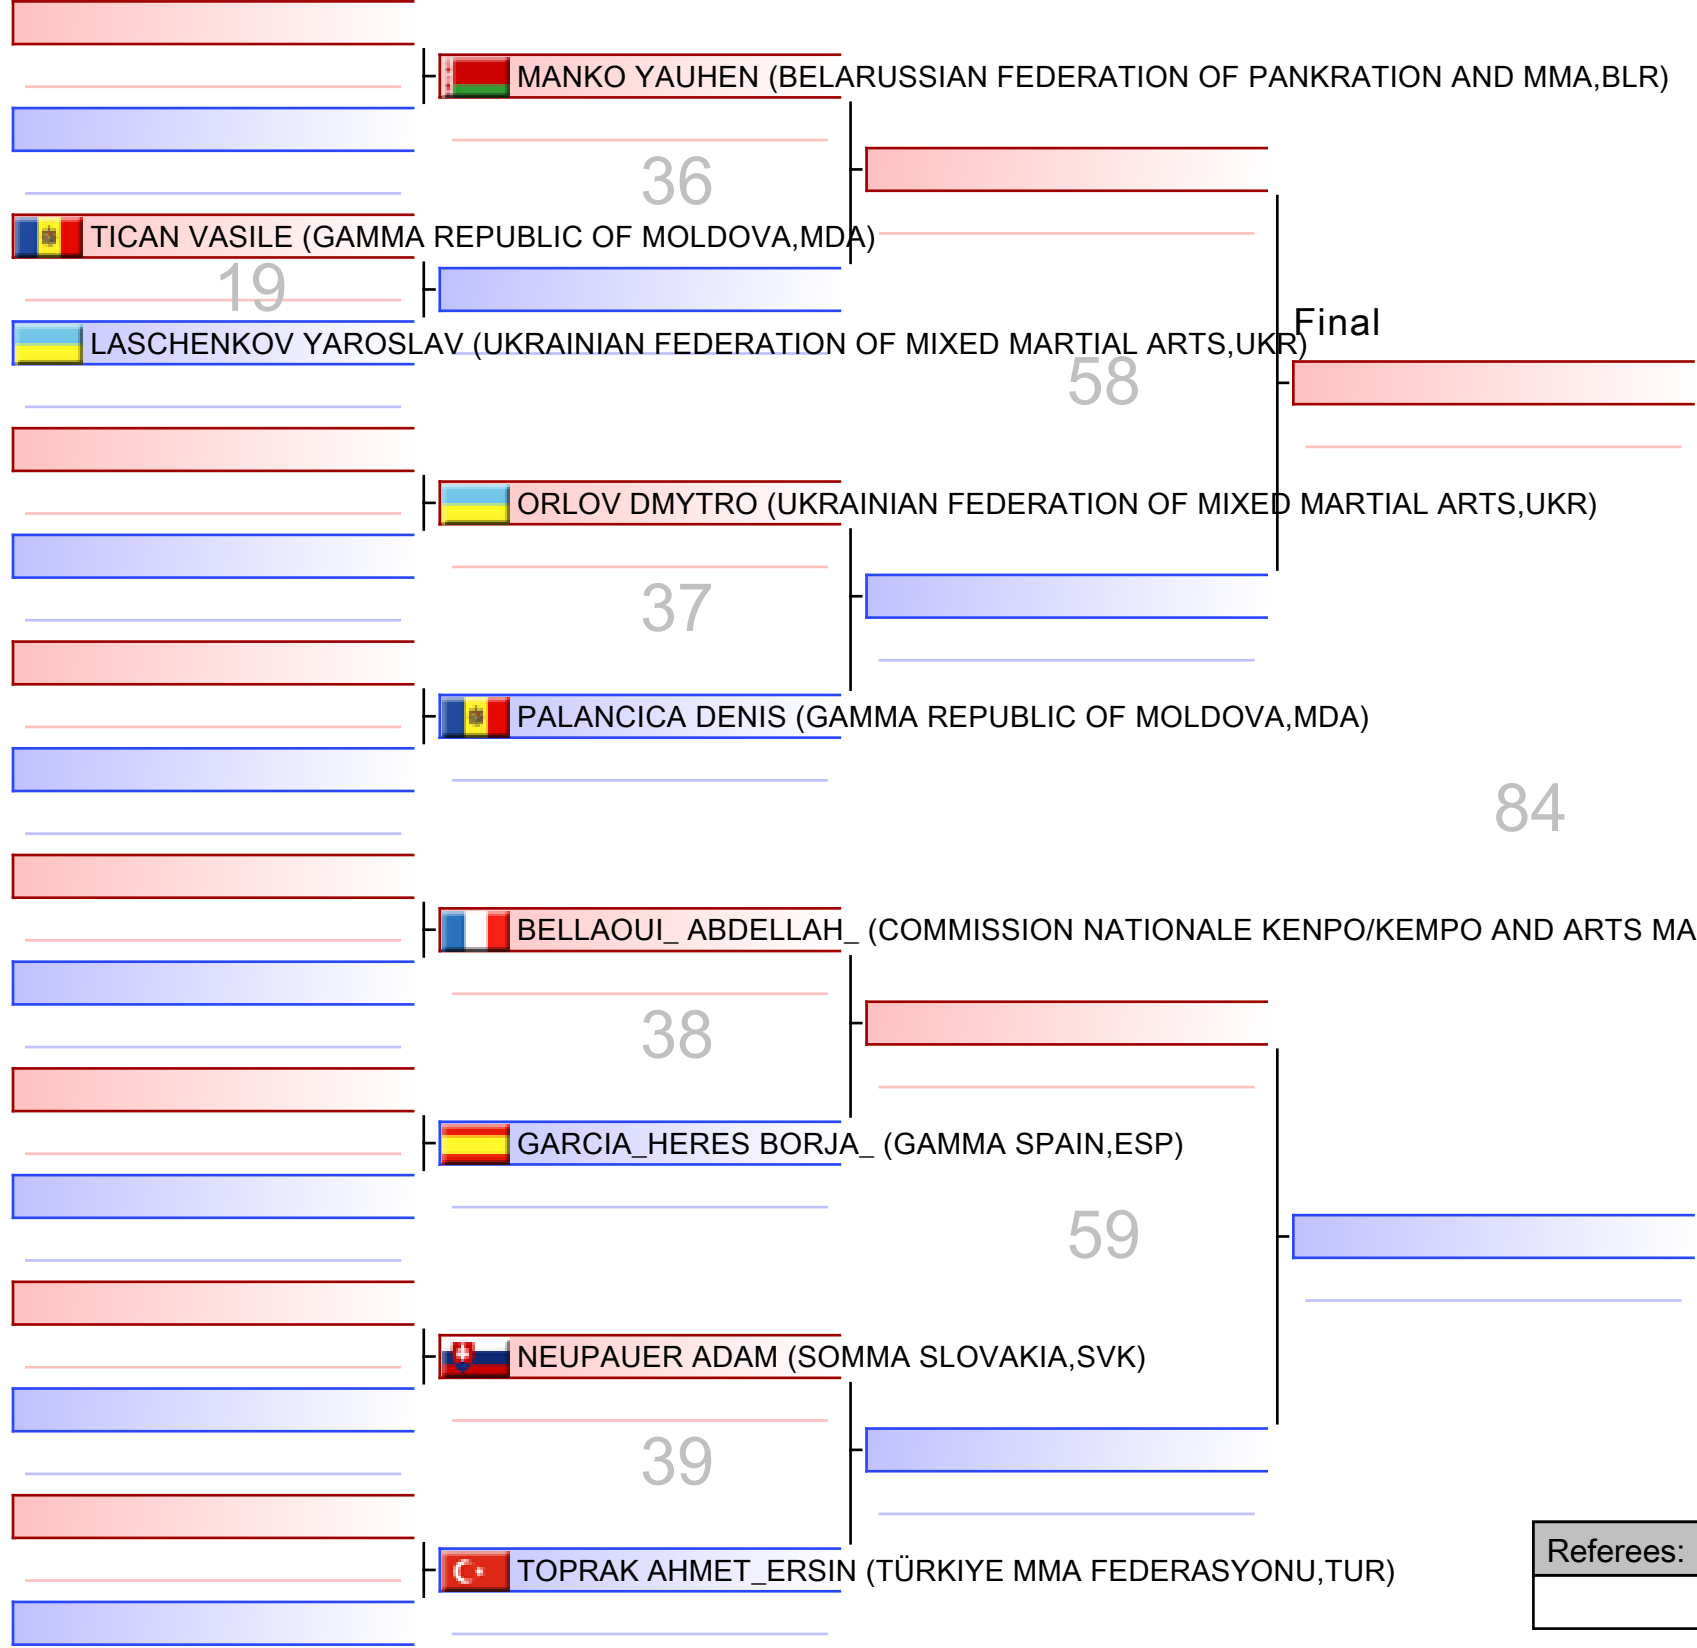 MANKO YAUHEN (BELARUSSIAN FEDERATION OF PANKRATION AND MMA,BLR)
36
TICAN VASILE (GAMMA REPUBLIC OF MOLDOVA,MDA)
19
Final
LASCHENKOV YAROSLAV (UKRAINIAN FEDERATION OF MIXED MARTIAL ARTS,UKR)
58
ORLOV DMYTRO (UKRAINIAN FEDERATION OF MIXED MARTIAL ARTS,UKR)
37
PALANCICA DENIS (GAMMA REPUBLIC OF MOLDOVA,MDA)
84
BELLAOUI_ ABDELLAH_ (COMMISSION NATIONALE KENPO/KEMPO AND ARTS MA
38
GARCIA_HERES BORJA_ (GAMMA SPAIN,ESP)
59
NEUPAUER ADAM (SOMMA SLOVAKIA,SVK)
39
Referees:
TOPRAK AHMET_ERSIN (TÜRKIYE MMA FEDERASYONU,TUR)